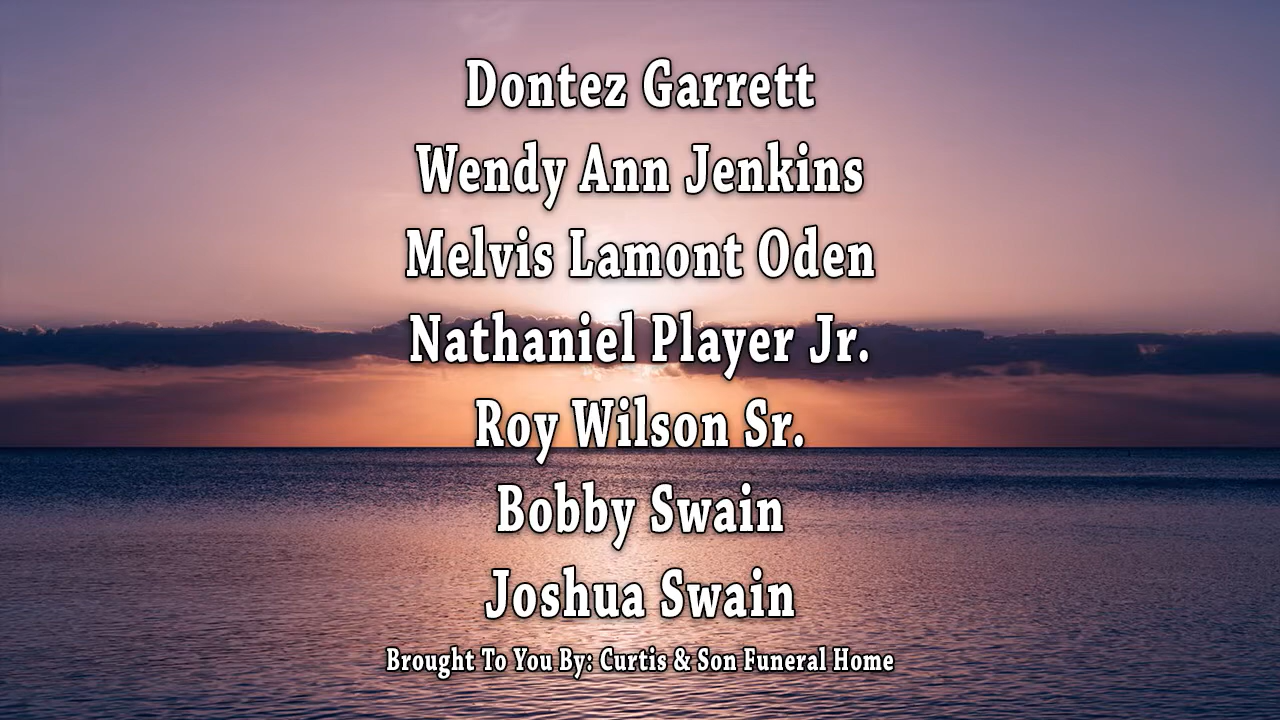 Dontez Garrett
Wendy Ann Jenkins
Melvis Lamont Oden
Nathaniel Player Jr.
Roy Wilson Sr.
Bobby Swain
Joshua Swain
Brought To You By: Curtis & Son Funeral Home